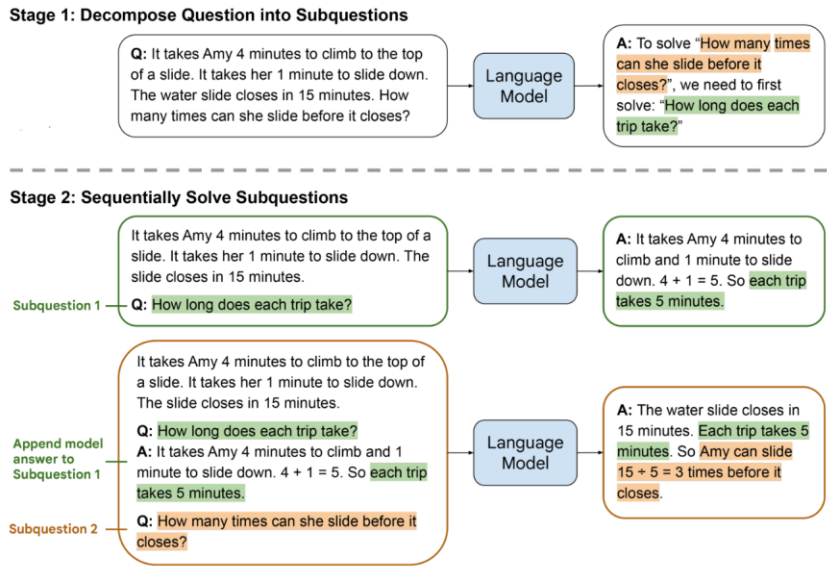 Stage 1: Decompose Question into Subquestions
Q: It takes Amy 4 minutes to climb to the top
of a slide. It takes her 1 minute to slide down.
The water slide closes in 15 minutes. How
many times can she slide before it closes?
Language
Model
A: To solve “How many times
can she slide before it
closes?”, we need to first
solve: “How long does each
trip take?”
Stage 2: Sequentially Solve Subquestions
It takes Amy 4 minutes to climb to the top of a
slide. It takes her 1 minute to slide down. The
slide closes in 15 minutes.
Subquestion 1
Q: How long does each trip take?
Language
Model
A: It takes Amy 4 minutes to
climb and 1 minute to slide
down. 4 + 1 = 5. So each trip
takes 5 minutes.
It takes Amy 4 minutes to climb to the top of
a slide. It takes her 1 minute to slide down.
The slide closes in 15 minutes.
Append model
answer to
Subquestion 1
Q: How long does each trip take?
A: It takes Amy 4 minutes to climb and 1
minute to slide down. 4 + 1 = 5. So each trip
takes 5 minutes.
Subquestion 2
Q: How many times can she slide before it
closes?
Language
Model
A: The water slide closes in
15 minutes. Each trip takes 5
minutes. So Amy can slide
15 ÷ 5 = 3 times before it
closes.